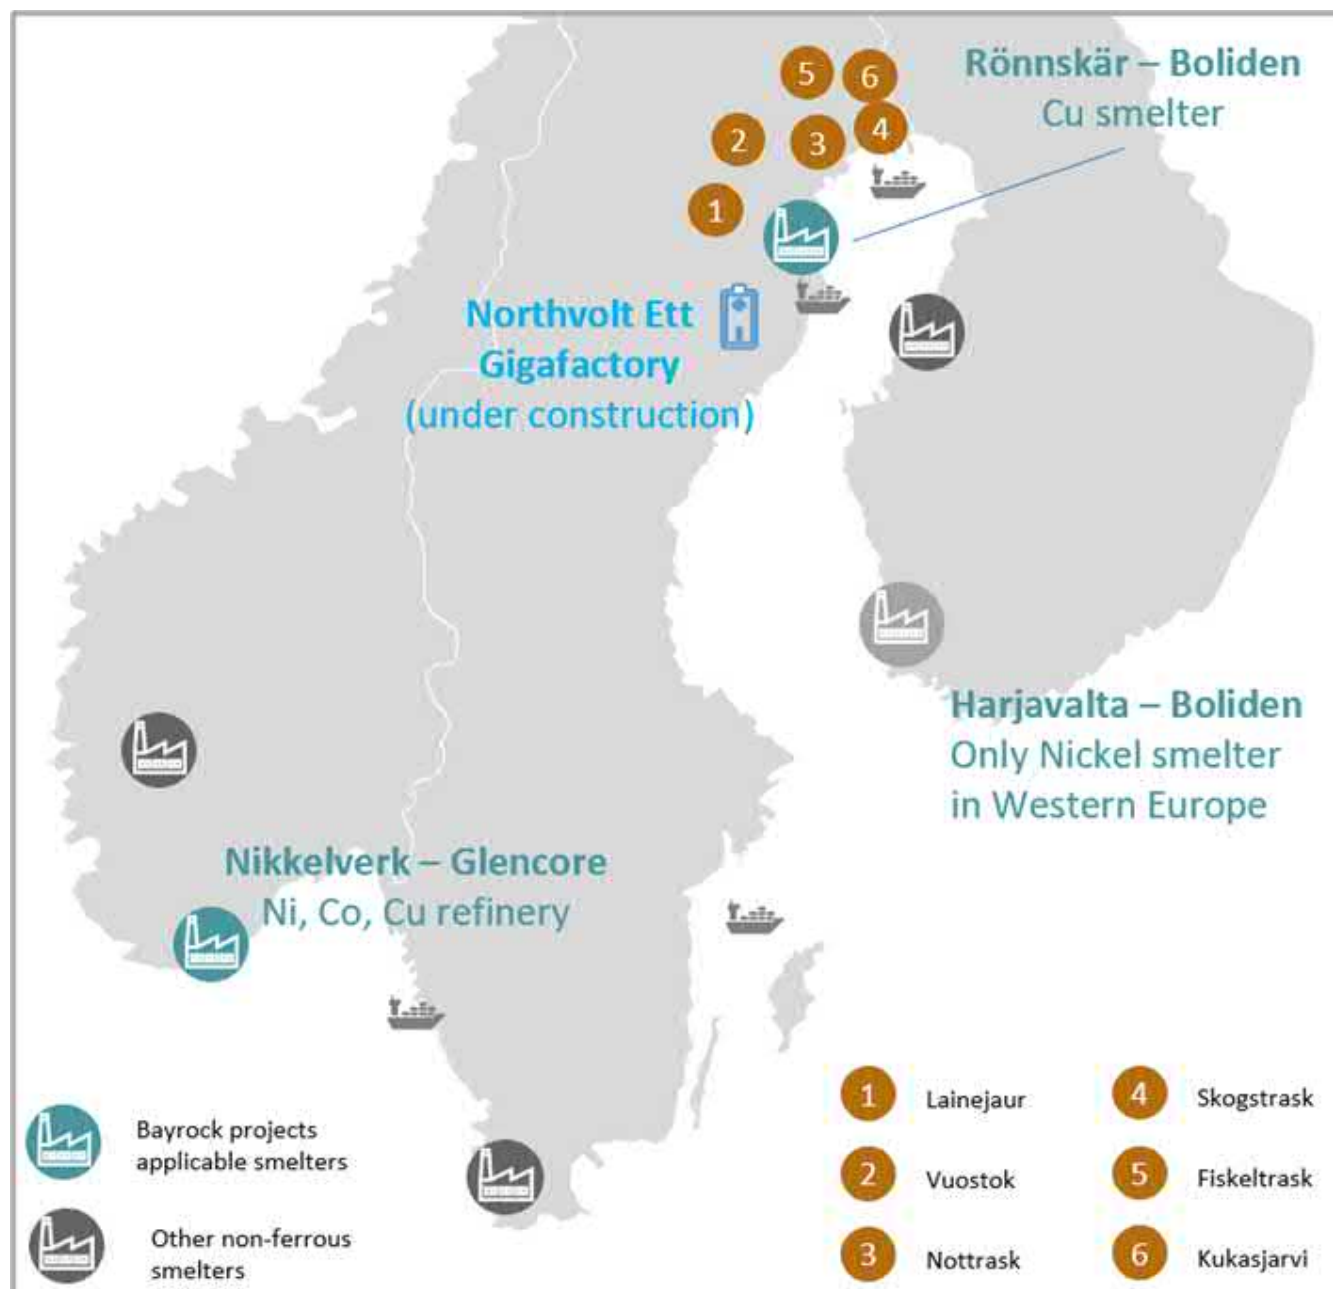 5
6
Rönnskär – Boliden
Cu smelter
2
3
4
1
Northvolt Ett
Gigafactory
(under construction)
Harjavalta – Boliden
Only Nickel smelter
in Western Europe
Nikkelverk – Glencore
Ni, Co, Cu refinery
Bayrock projects
applicable smelters
Other non-ferrous
smelters
1 Lainejaur
2 Vuostok
3 Nottrask
4 Skogstrask
5 Fiskeltrask
6 Kukasjarvi